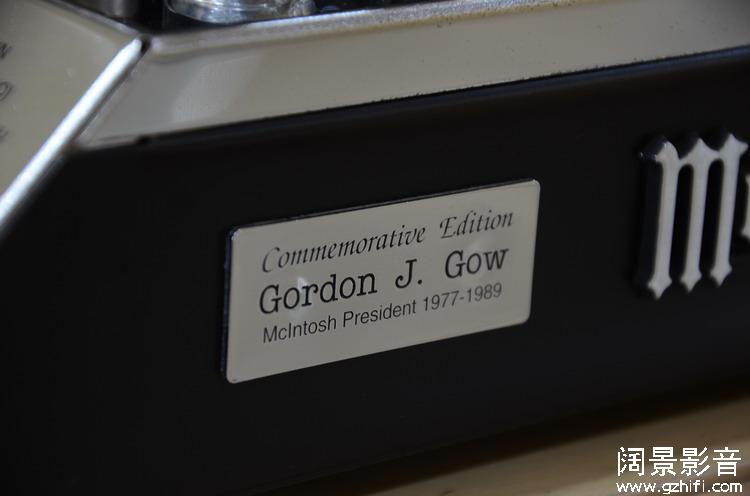 Commemorative Edition
Gordon J. Gow
McIntosh President 1977-1989
M
阔景影音
www.gzhifi.com